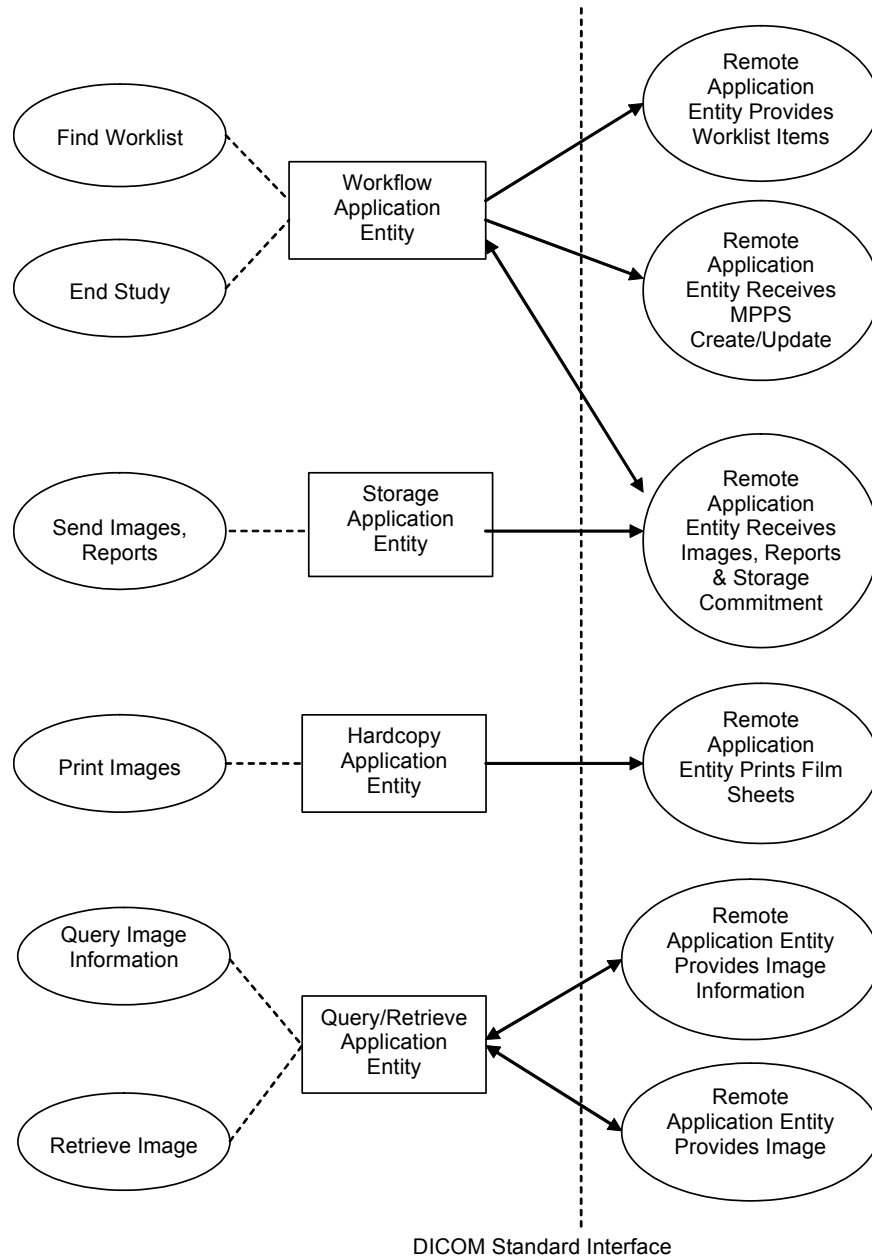 Find Worklist
End Study
Workflow
Application
Entity
Remote
Application
Entity Provides
Worklist Items
Remote
Application
Entity Receives
MPPS
Create/Update
Send Images,
Reports
Storage
Application
Entity
Remote
Application
Entity Receives
Images, Reports
& Storage
Commitment
Print Images
Hardcopy
Application
Entity
Remote
Application
Entity Prints Film
Sheets
Query Image
Information
Retrieve Image
Query/Retrieve
Application
Entity
Remote
Application Entity
Provides Image
Information
Remote
Application Entity
Provides Image
DICOM Standard Interface